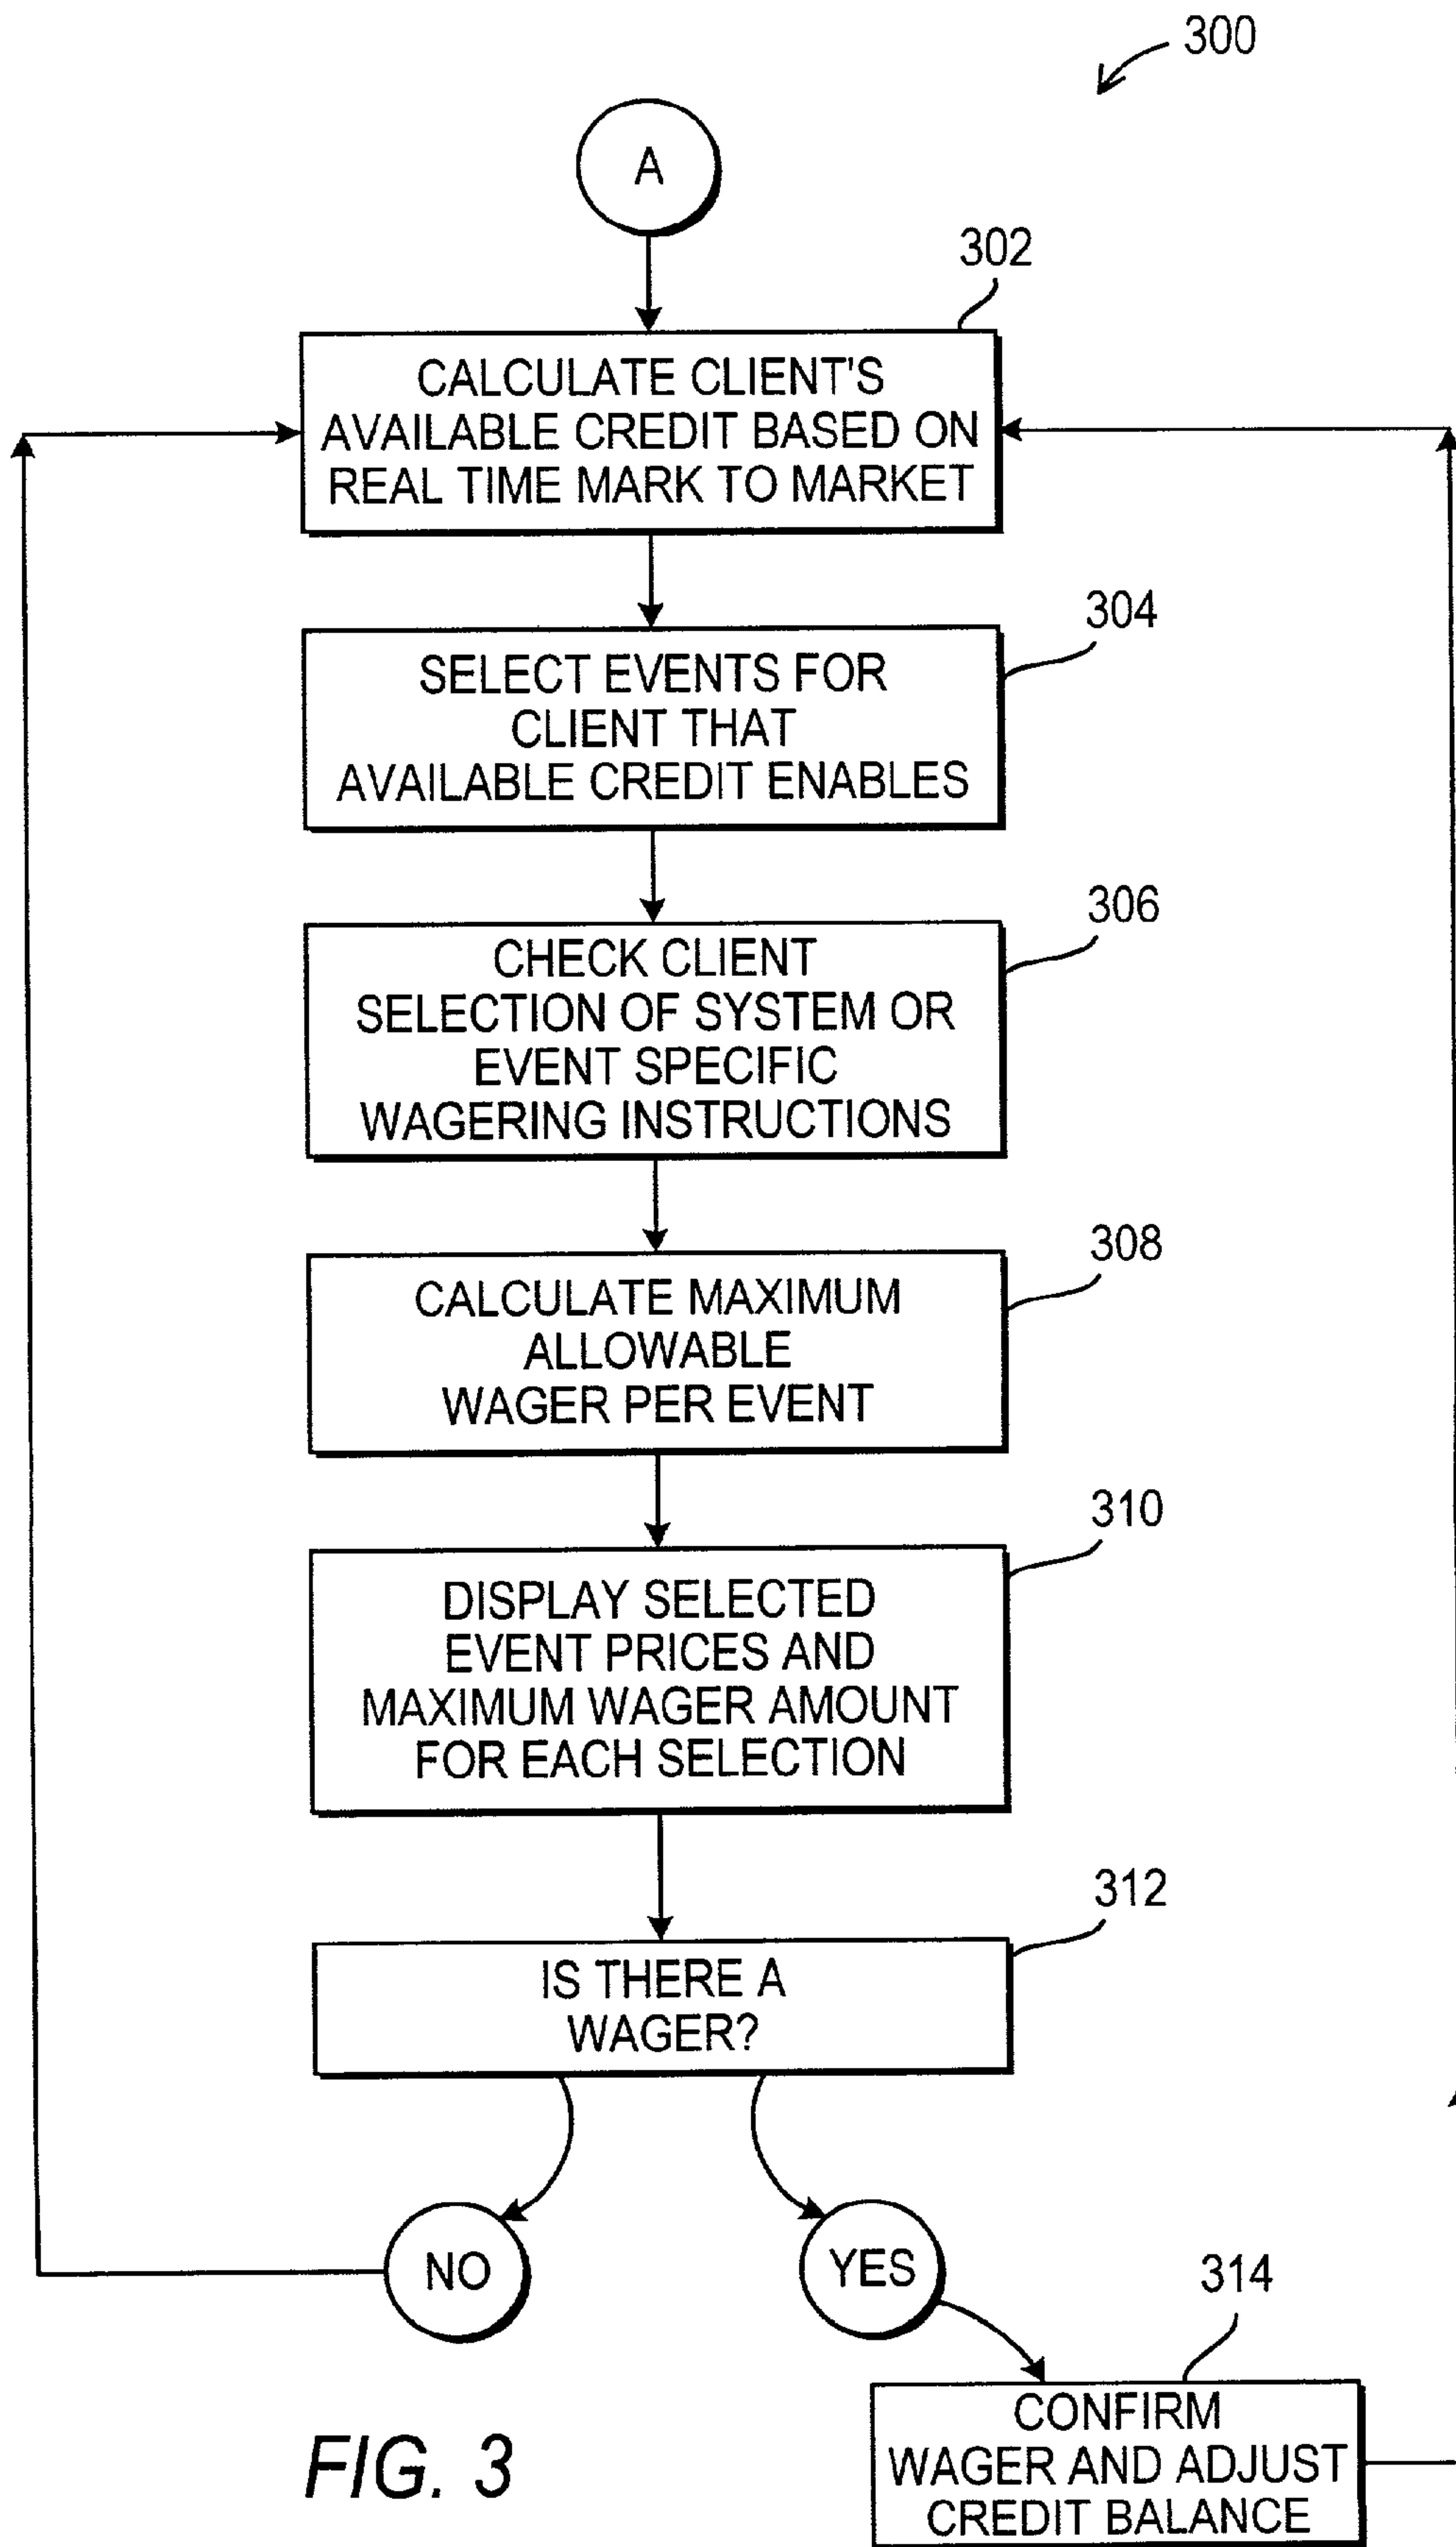 300
A
302
CALCULATE CLIENT'S
AVAILABLE CREDIT BASED ON
REAL TIME MARK TO MARKET
304
SELECT EVENTS FOR
CLIENT THAT
AVAILABLE CREDIT ENABLES
306
CHECK CLIENT
SELECTION OF SYSTEM OR
EVENT SPECIFIC
WAGERING INSTRUCTIONS
308
CALCULATE MAXIMUM
ALLOWABLE
WAGER PER EVENT
310
DISPLAY SELECTED
EVENT PRICES AND
MAXIMUM WAGER AMOUNT
FOR EACH SELECTION
312
IS THERE A
WAGER?
NO
YES
314
CONFIRM
WAGER AND ADJUST
CREDIT BALANCE
FIG. 3